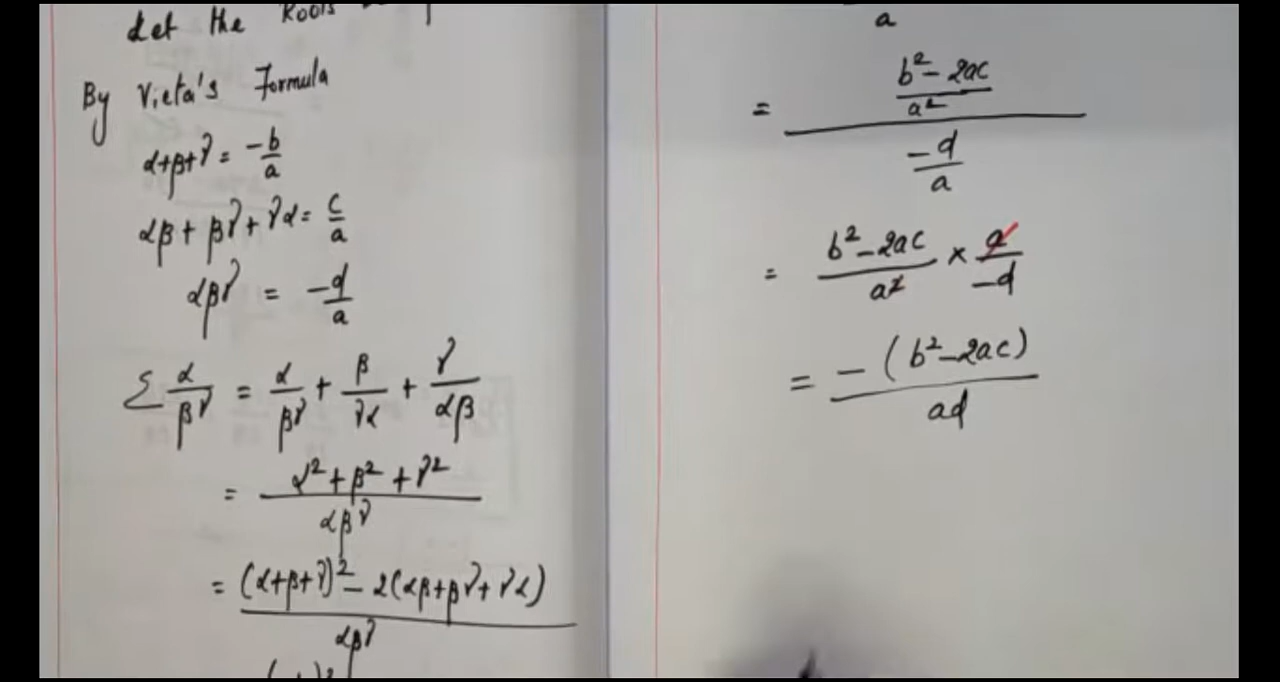 Let the Roots
By Vieta's Formula
α+β+γ = -b/a
αβ + βγ + γα = c/a
αβγ = -d/a
Σ α/βγ = α/βγ + β/γα + γ/αβ
= (α² + β² + γ²)/αβγ
= ((α+β+γ)² - 2(αβ+βγ+γα))/αβγ
a
= ((b² - 2ac)/a²)/(-d/a)
= (b² - 2ac)/a² × a/-d
= -(b² - 2ac)/ad